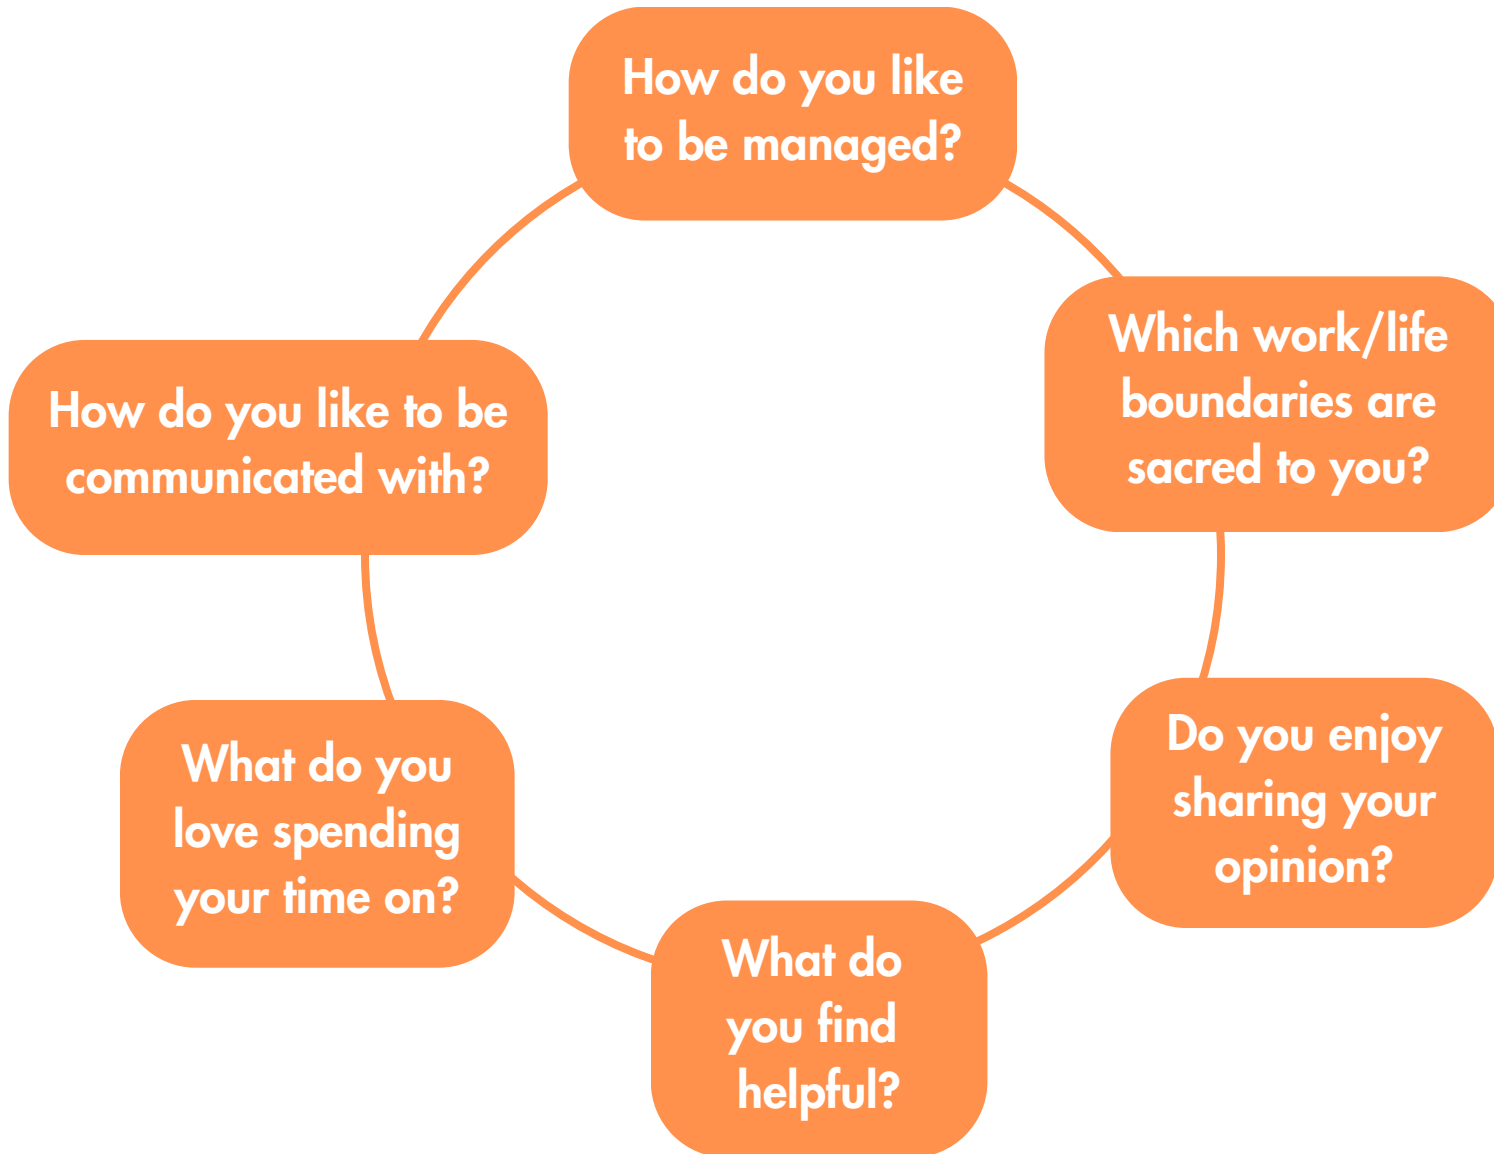 How do you like
to be managed?
Which work/life
boundaries are
sacred to you?
Do you enjoy
sharing your
opinion?
What do
you find
helpful?
What do you
love spending
your time on?
How do you like to be
communicated with?